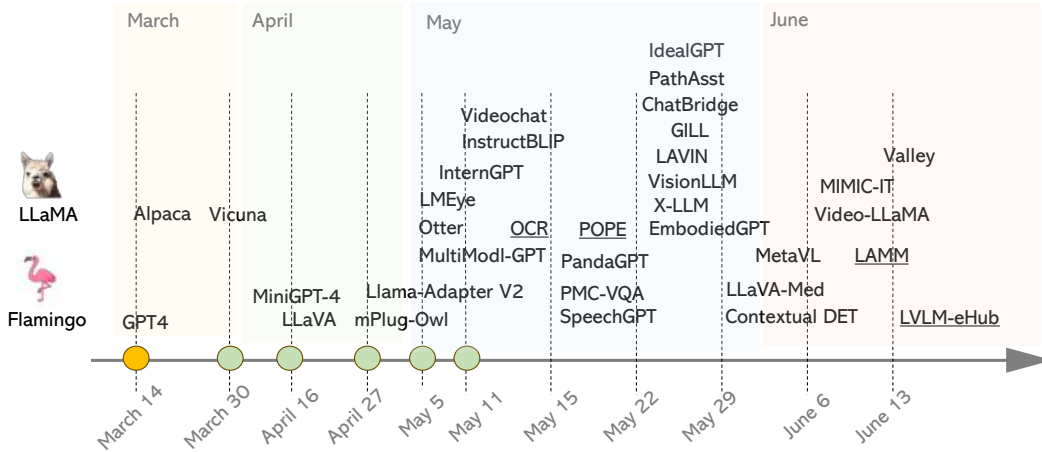 March
April
May
June
IdealGPT
PathAsst
ChatBridge
Videochat
GILL
InstructBLIP
LAVIN
Valley
InternGPT
VisionLLM
MIMIC-IT
LMEye
X-LLM
LLaMA
Alpaca
Vicuna
Video-LLaMA
Otter
OCR
POPE
EmbodiedGPT
MultiModl-GPT
PandaGPT
MetaVL
LAMM
MiniGPT-4
Llama-Adapter V2
PMC-VQA
LLaVA-Med
Flamingo
GPT4
LLaVA
mPlug-Owl
SpeechGPT
Contextual DET
LVLM-eHub
March 14
March 30
April 16
April 27
May 5
May 11
May 15
May 22
May 29
June 6
June 13